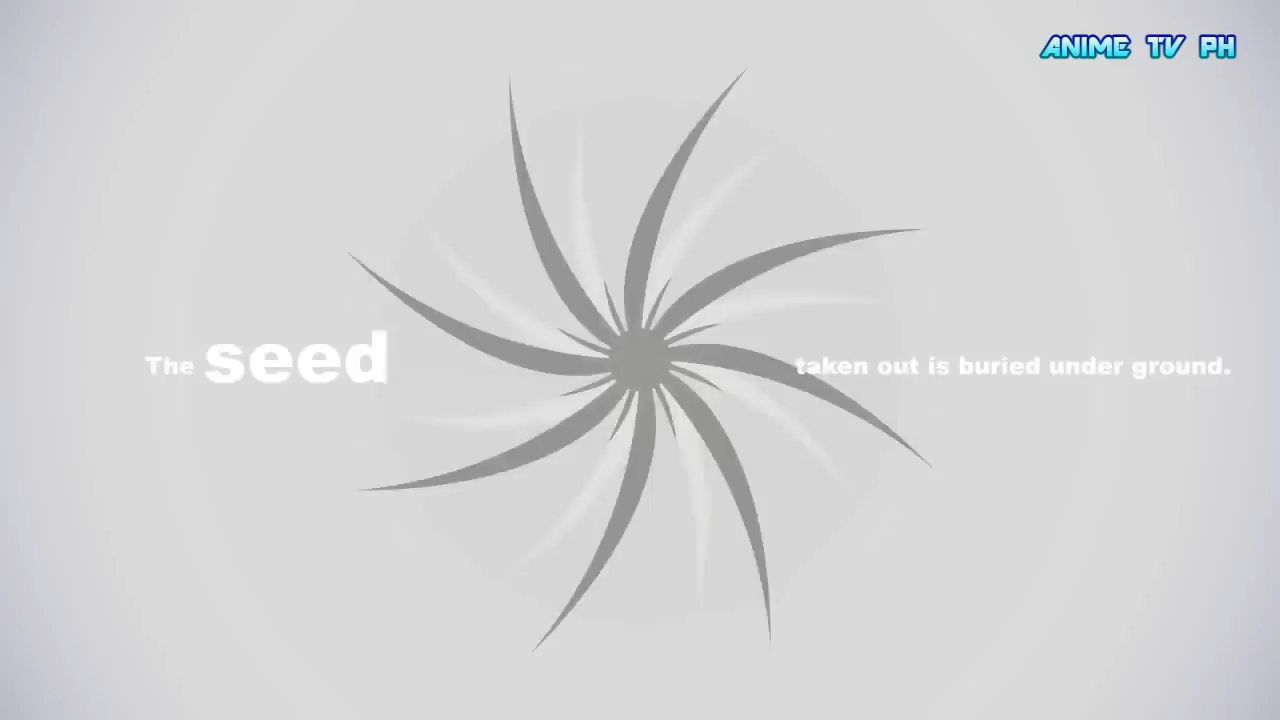 ANIME TV PH
The seed taken out is buried under ground.